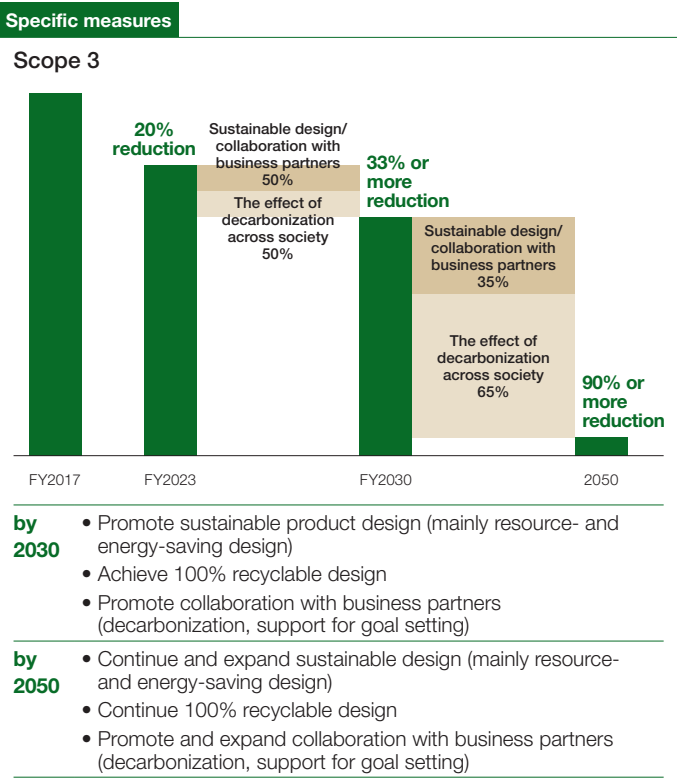 Specific measures
Scope 3
20%
reduction
Sustainable design/
collaboration with
business partners
50%
The effect of
decarbonization
across society
50%
33% or
more
reduction
Sustainable design/
collaboration with
business partners
35%
The effect of
decarbonization
across society
65%
90% or
more
reduction
FY2017
FY2023
FY2030
2050
by
2030
• Promote sustainable product design (mainly resource- and
energy-saving design)
• Achieve 100% recyclable design
• Promote collaboration with business partners
(decarbonization, support for goal setting)
by
2050
• Continue and expand sustainable design (mainly resource-
and energy-saving design)
• Continue 100% recyclable design
• Promote and expand collaboration with business partners
(decarbonization, support for goal setting)